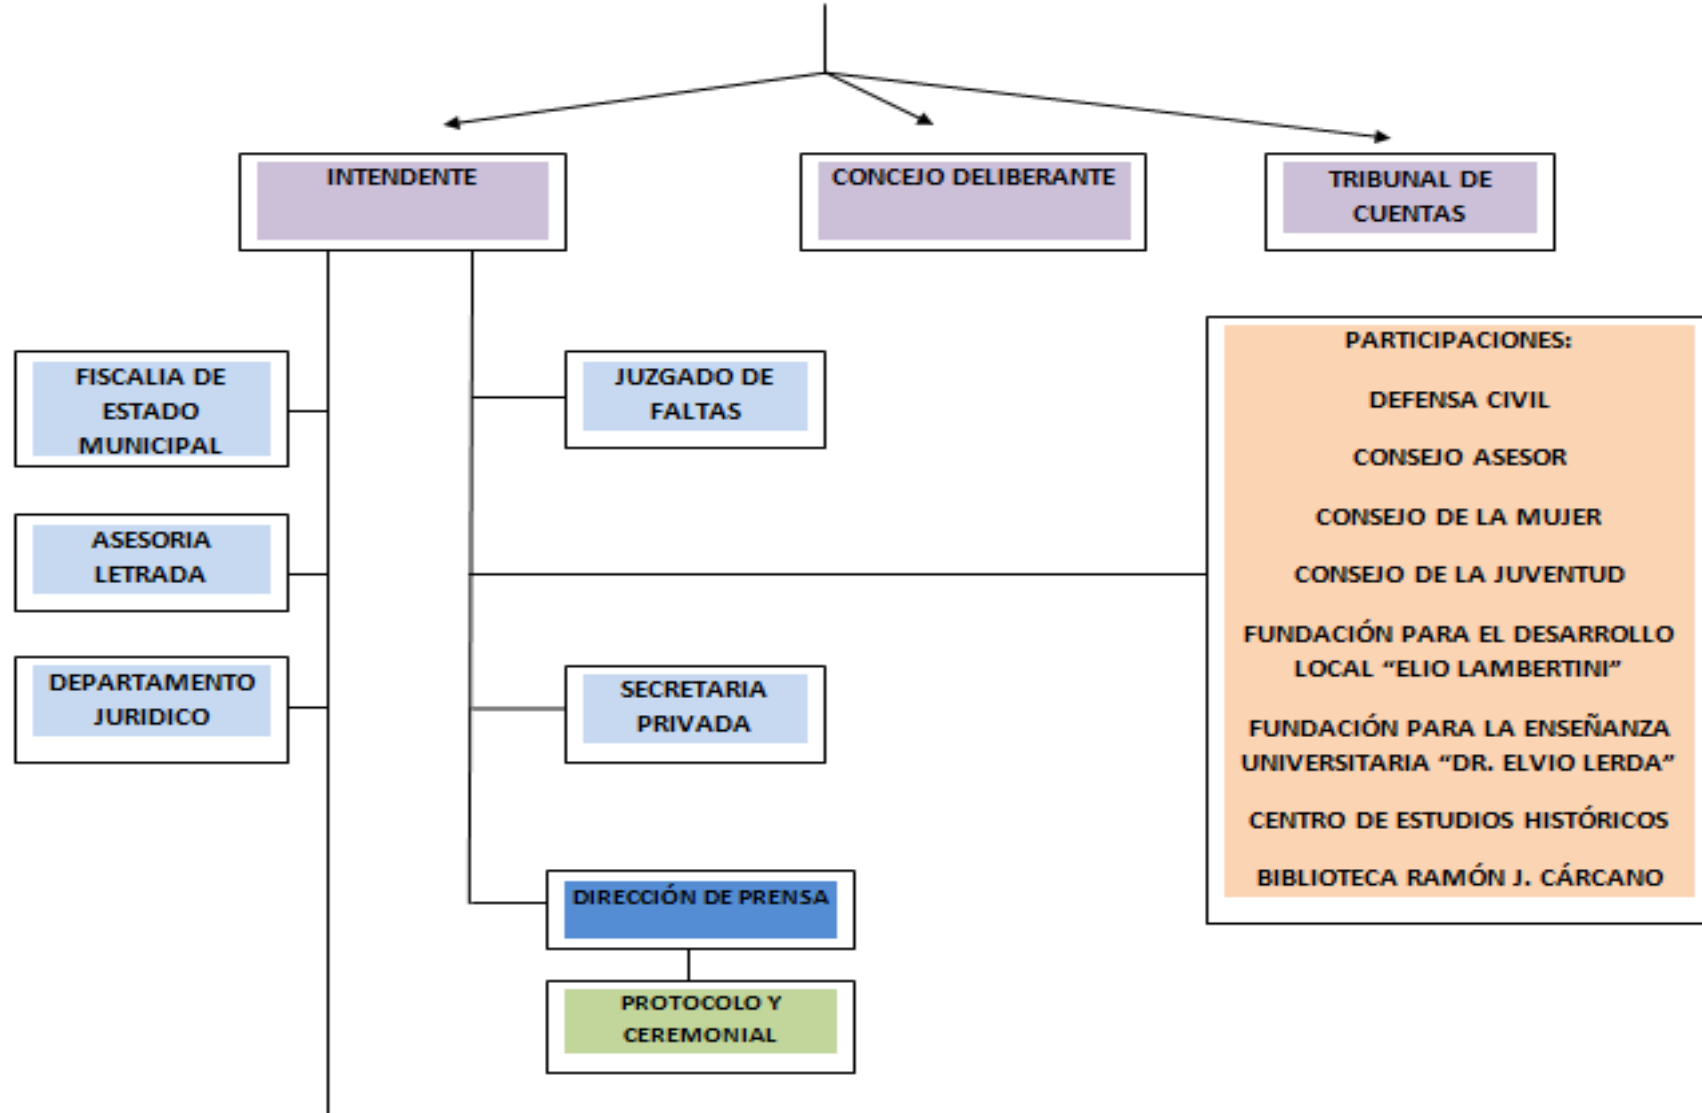 INTENDENTE
CONCEJO DELIBERANTE
TRIBUNAL DE
CUENTAS
FISCALIA DE
ESTADO
MUNICIPAL
JUZGADO DE
FALTAS
ASESORIA
LETRADA
DEPARTAMENTO
JURIDICO
SECRETARIA
PRIVADA
DIRECCIÓN DE PRENSA
PROTOCOLO Y
CEREMONIAL
PARTICIPACIONES:
DEFENSA CIVIL
CONSEJO ASESOR
CONSEJO DE LA MUJER
CONSEJO DE LA JUVENTUD
FUNDACIÓN PARA EL DESARROLLO
LOCAL “ELIO LAMBERTINI”
FUNDACIÓN PARA LA ENSEÑANZA
UNIVERSITARIA “DR. ELVIO LERDA”
CENTRO DE ESTUDIOS HISTÓRICOS
BIBLIOTECA RAMÓN J. CÁRCANO